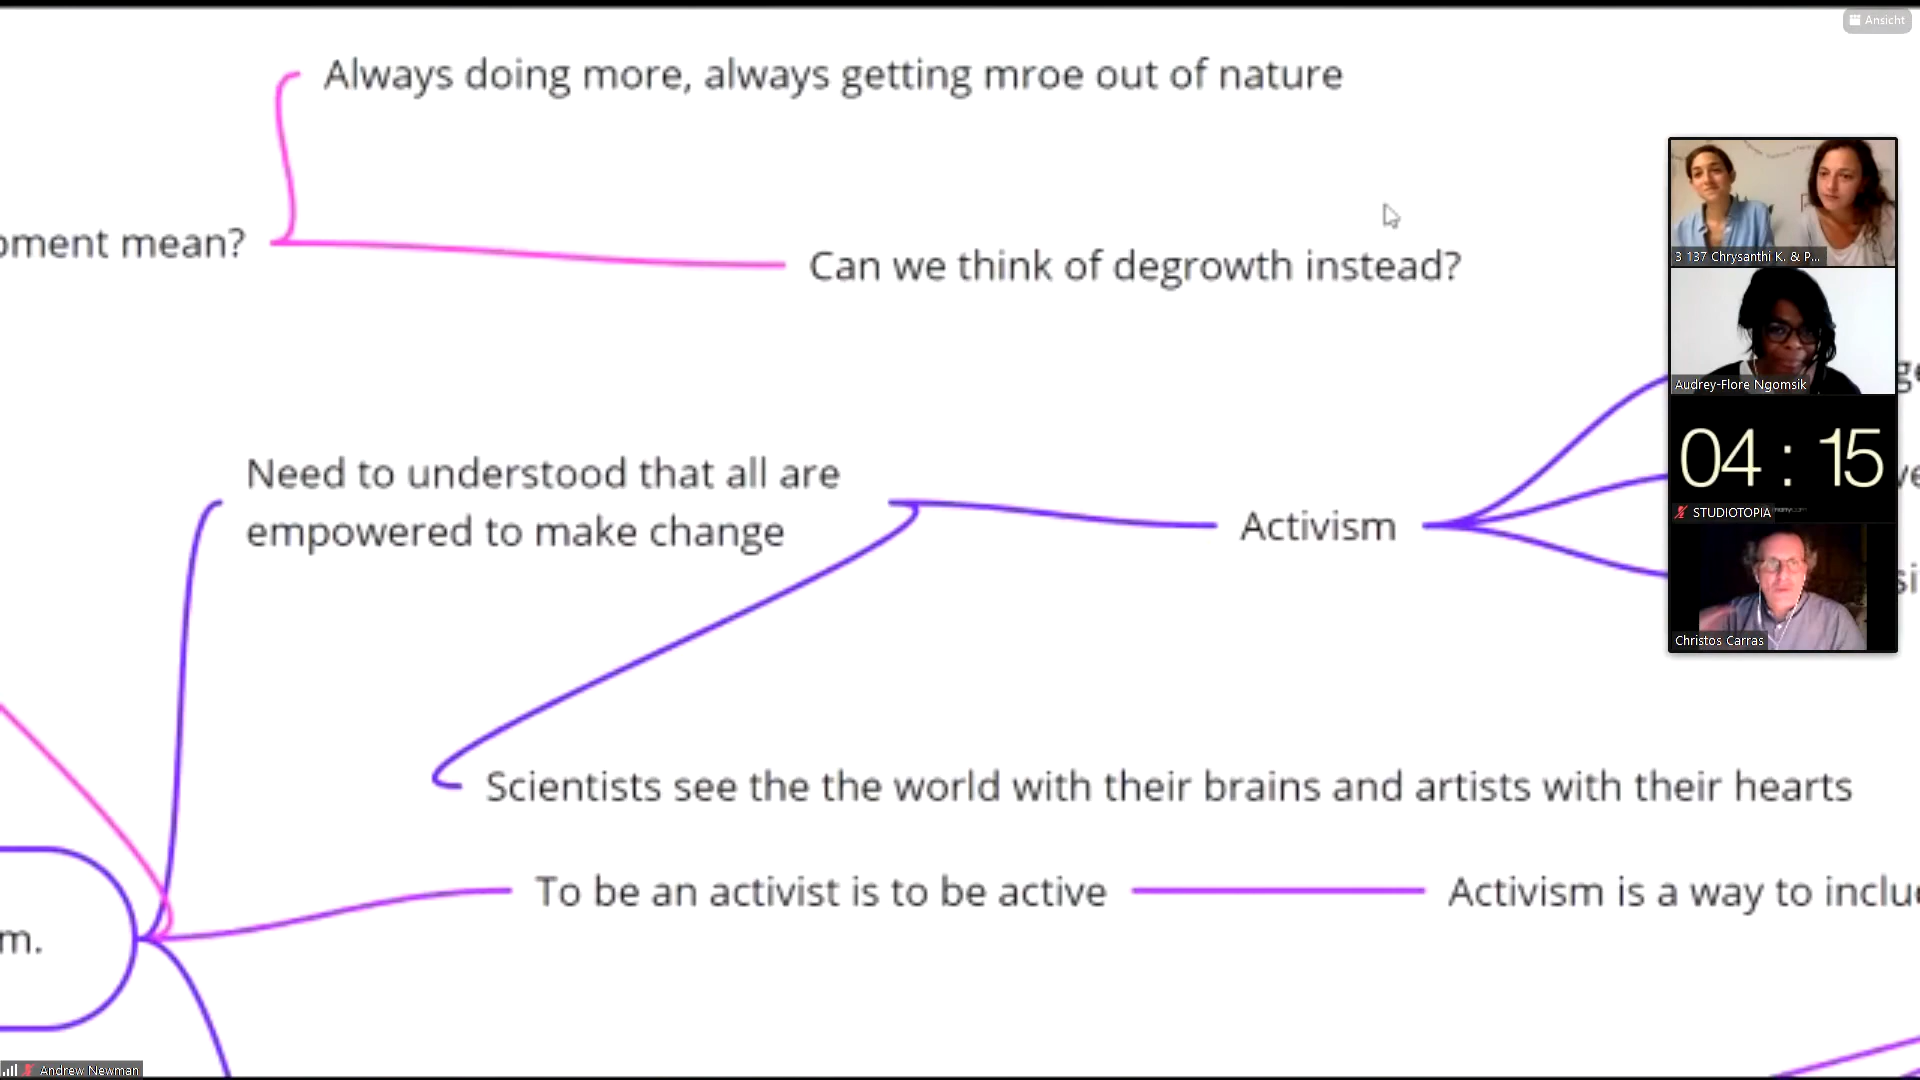 Ansicht
Always doing more, always getting mroe out of nature
oment mean?
Can we think of degrowth instead?
3 137 Chrysanthi K. & P...
Audrey-Flore Ngomsik
04 : 15
STUDIOTOPIA
Christos Carras
Need to understood that all are
empowered to make change
Activism
Scientists see the the world with their brains and artists with their hearts
To be an activist is to be active
Activism is a way to inclu
m.
Andrew Newman